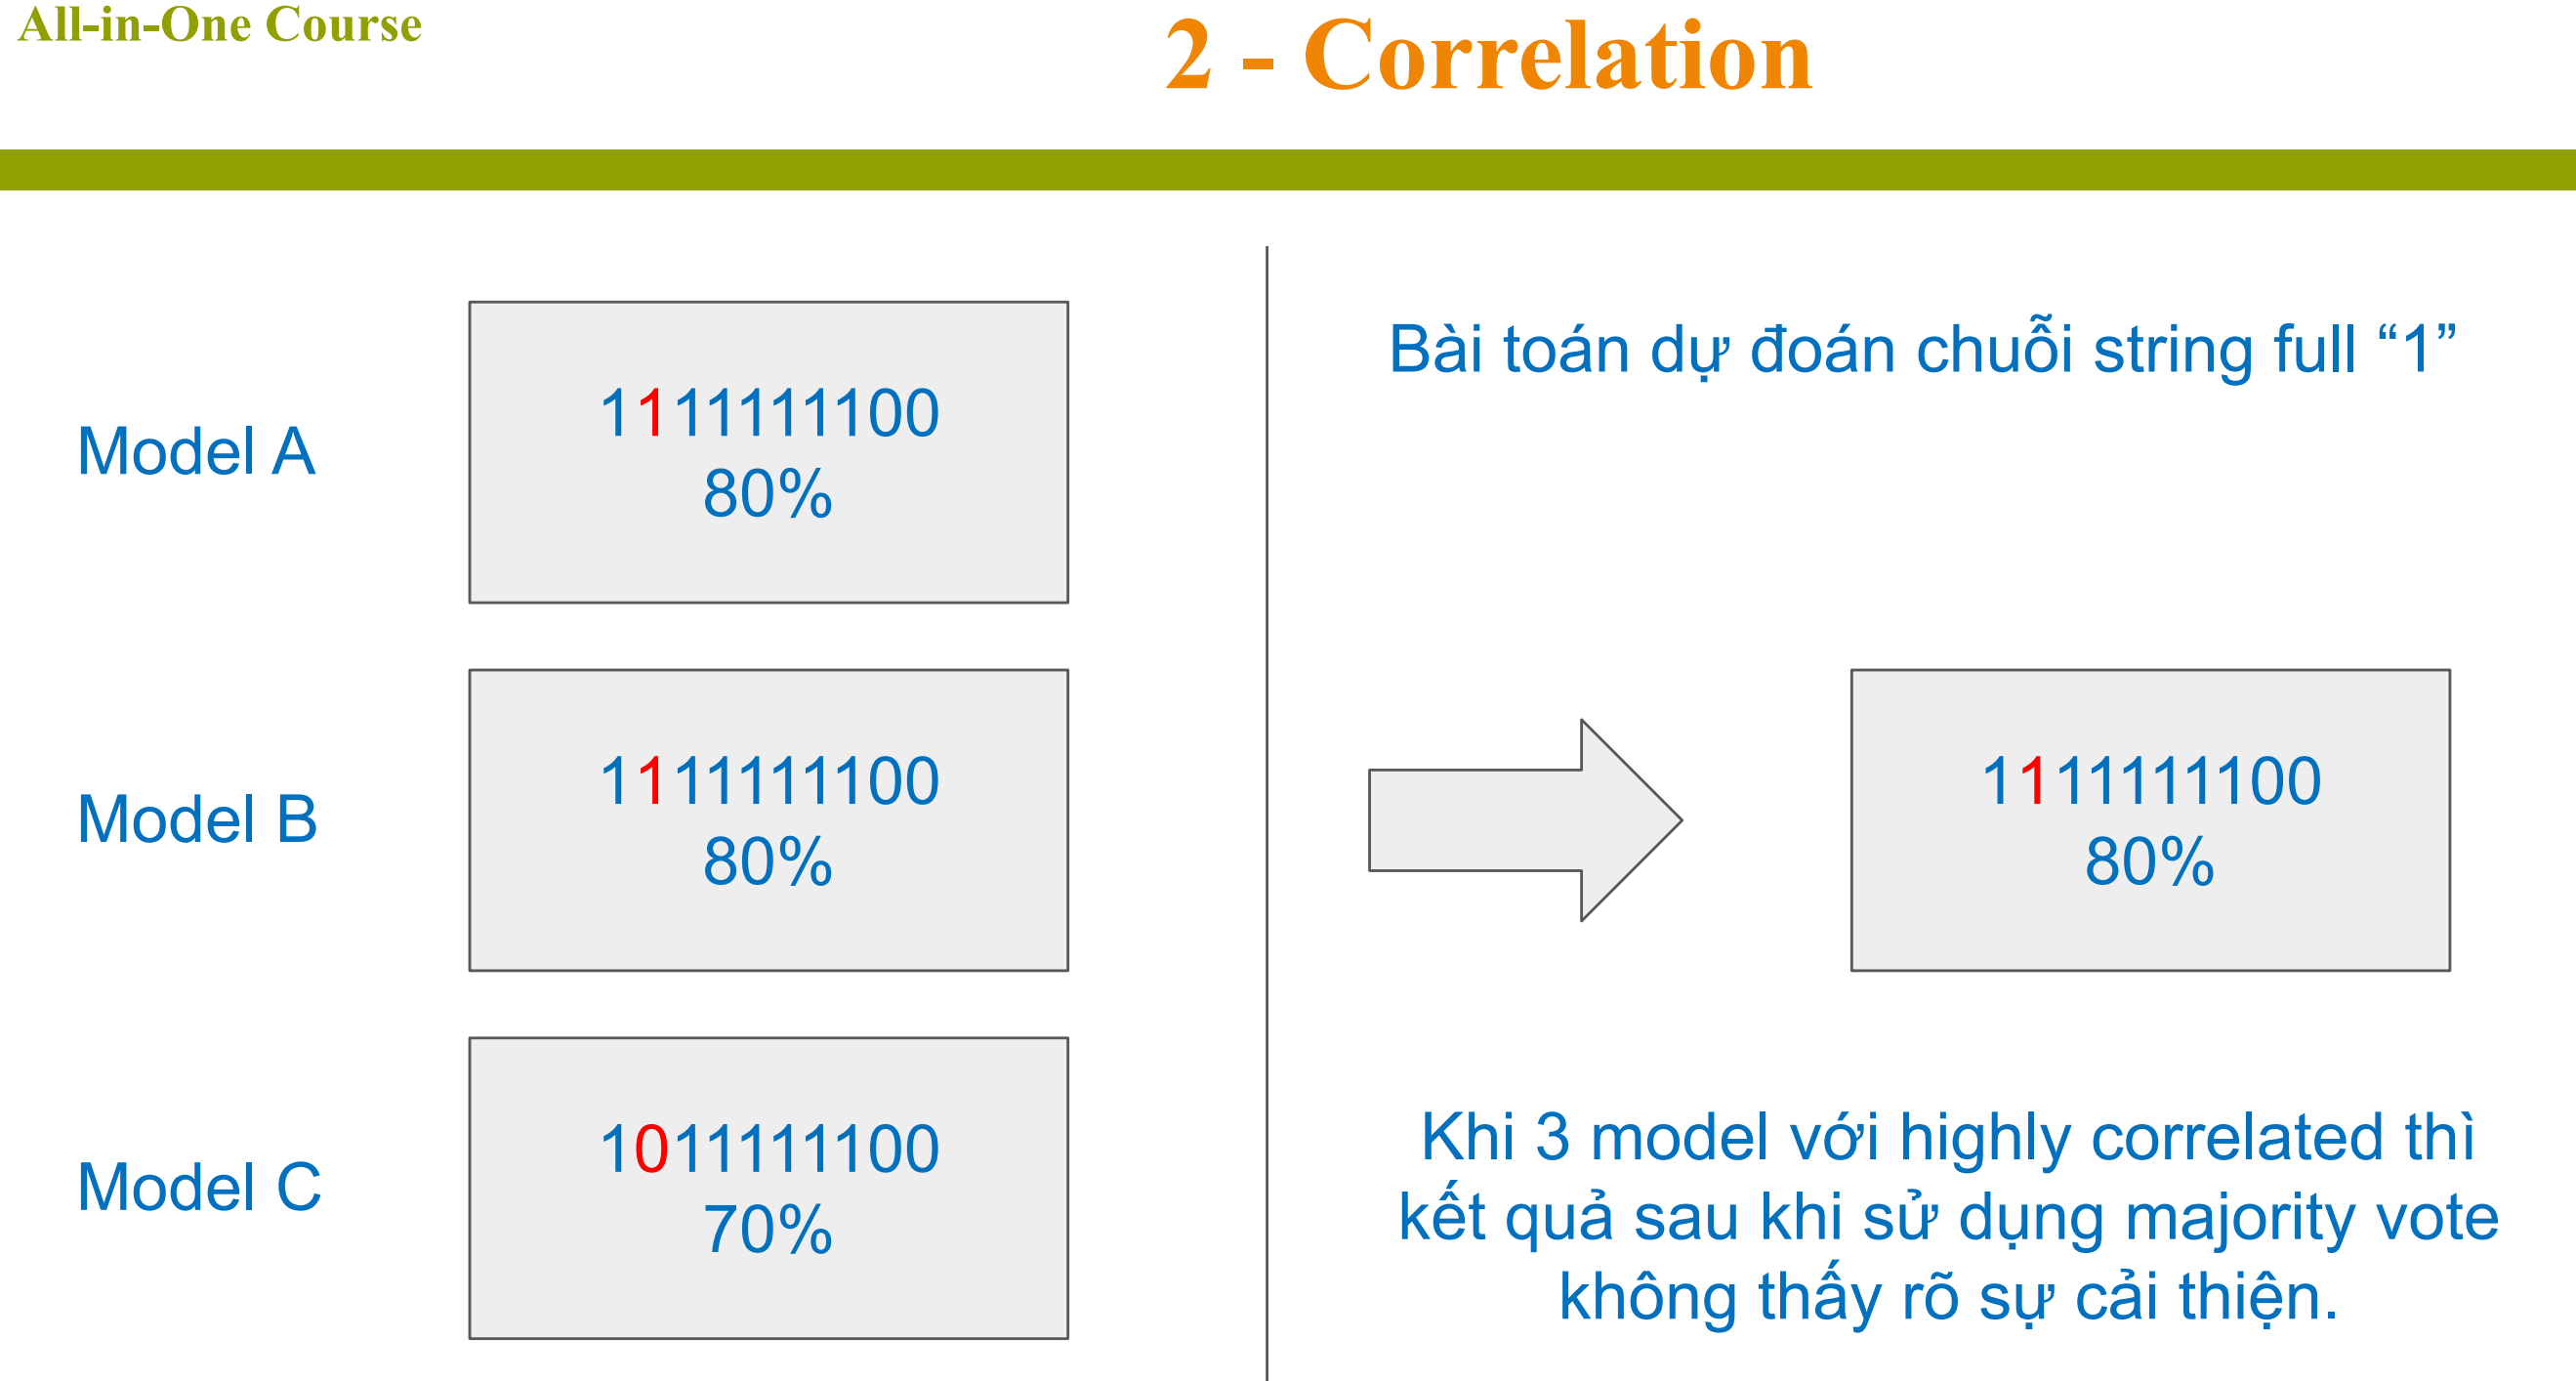 All-in-One Course
2 - Correlation
Model A
1111111100
80%
Model B
1111111100
80%
Model C
1011111100
70%
Bài toán dự đoán chuỗi string full “1”
1111111100
80%
Khi 3 model với highly correlated thì
kết quả sau khi sử dụng majority vote
không thấy rõ sự cải thiện.